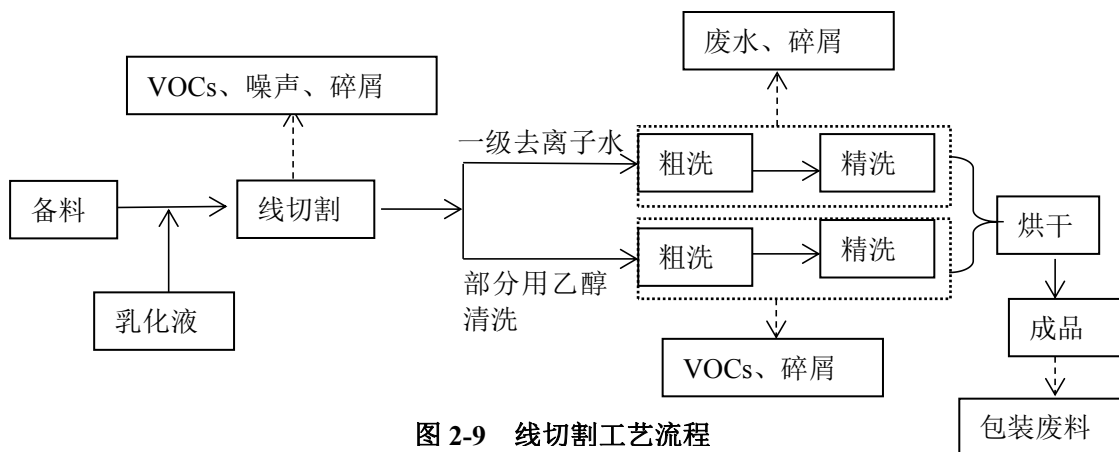 废水、碎屑
VOCs、噪声、碎屑
一级去离子水
粗洗
精洗
备料
线切割
烘干
粗洗
精洗
部分用乙醇
清洗
乳化液
成品
VOCs、碎屑
包装废料
图 2-9 线切割工艺流程